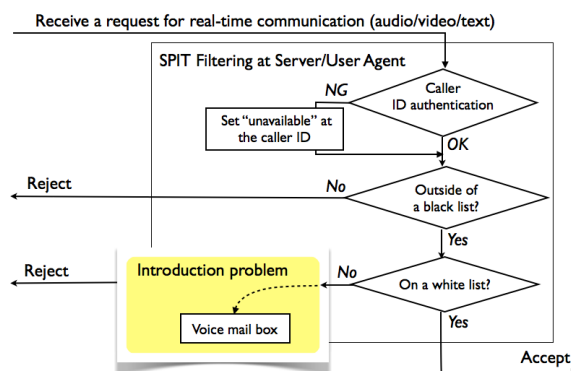 Receive a request for real-time communication (audio/video/text)
SPIT Filtering at Server/User Agent
NG
Caller
ID authentication
Set “unavailable” at
the caller ID
OK
Reject
No
Outside of
a black list?
Yes
Reject
Introduction problem
No
On a white list?
Voice mail box
Yes
Accept